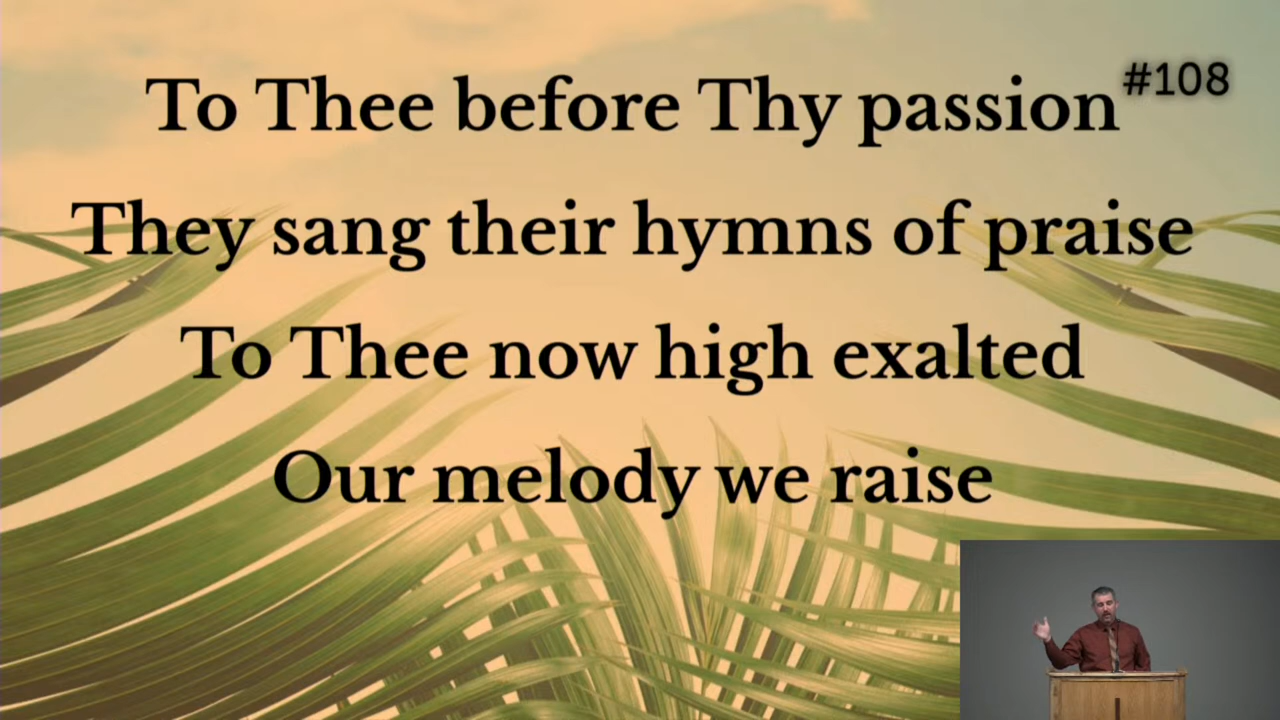 To Thee before Thy passion
#108
They sang their hymns of praise
To Thee now high exalted
Our melody we raise